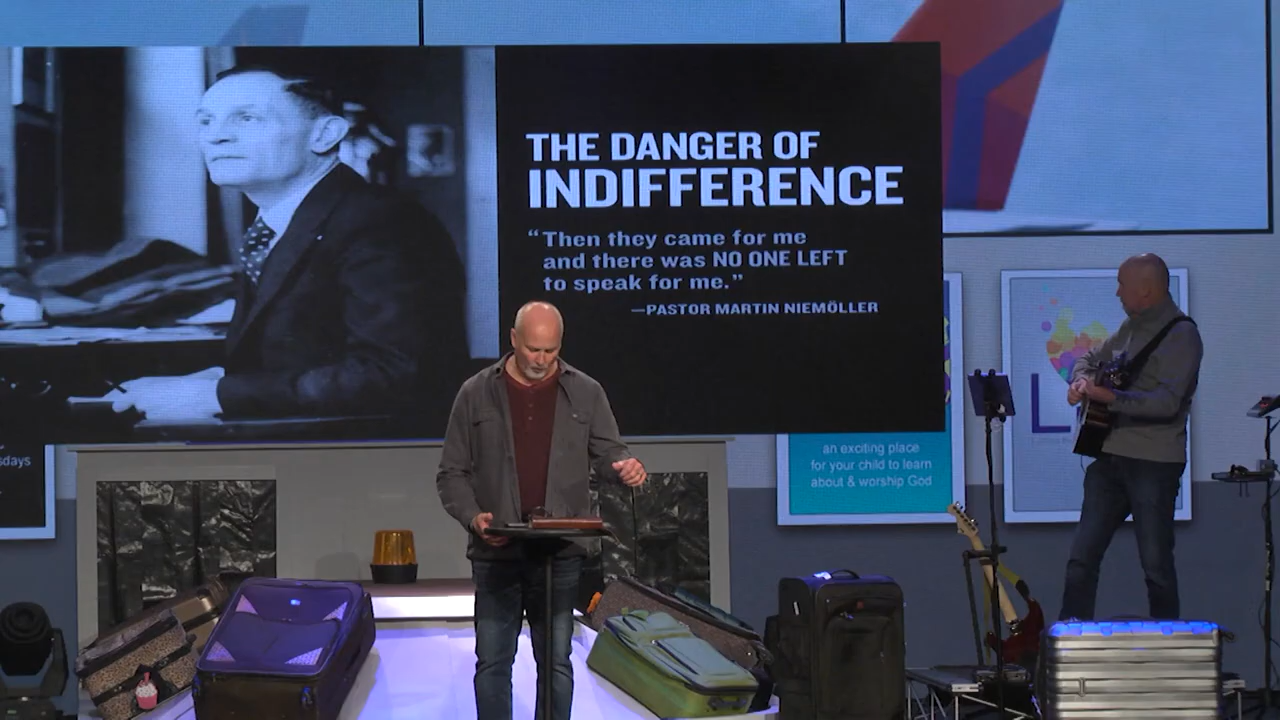 THE DANGER OF
INDIFFERENCE
“Then they came for me
and there was NO ONE LEFT
to speak for me.”
—PASTOR MARTIN NIEMÖLLER
sdays
an exciting place
for your child to learn
about & worship God